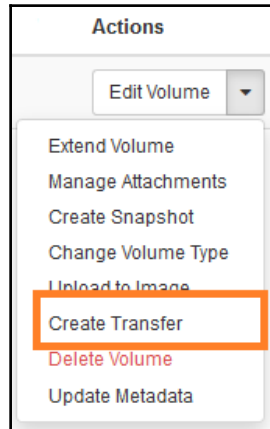 Actions
Edit Volume
Extend Volume
Manage Attachments
Create Snapshot
Change Volume Type
Upload to Image
Create Transfer
Delete Volume
Update Metadata